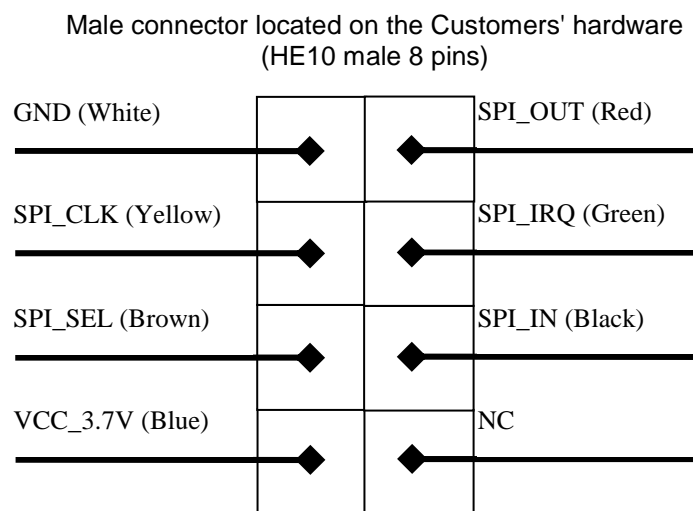 Male connector located on the Customers' hardware
(HE10 male 8 pins)
GND (White)
SPI_OUT (Red)
SPI_CLK (Yellow)
SPI_IRQ (Green)
SPI_SEL (Brown)
SPI_IN (Black)
VCC_3.7V (Blue)
NC